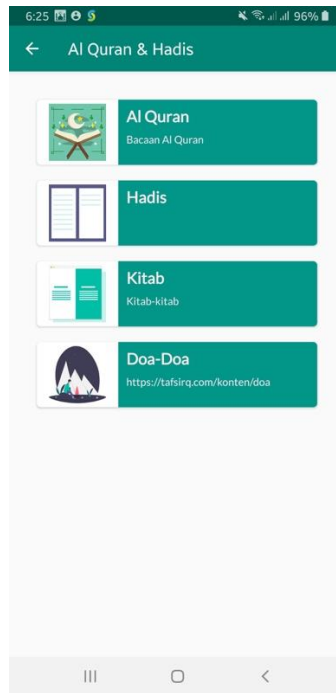 6:25 96%
Al Quran & Hadis
Al Quran
Bacaan Al Quran
Hadis
Kitab
Kitab-kitab
Doa-Doa
https://tafsirq.com/konten/doa